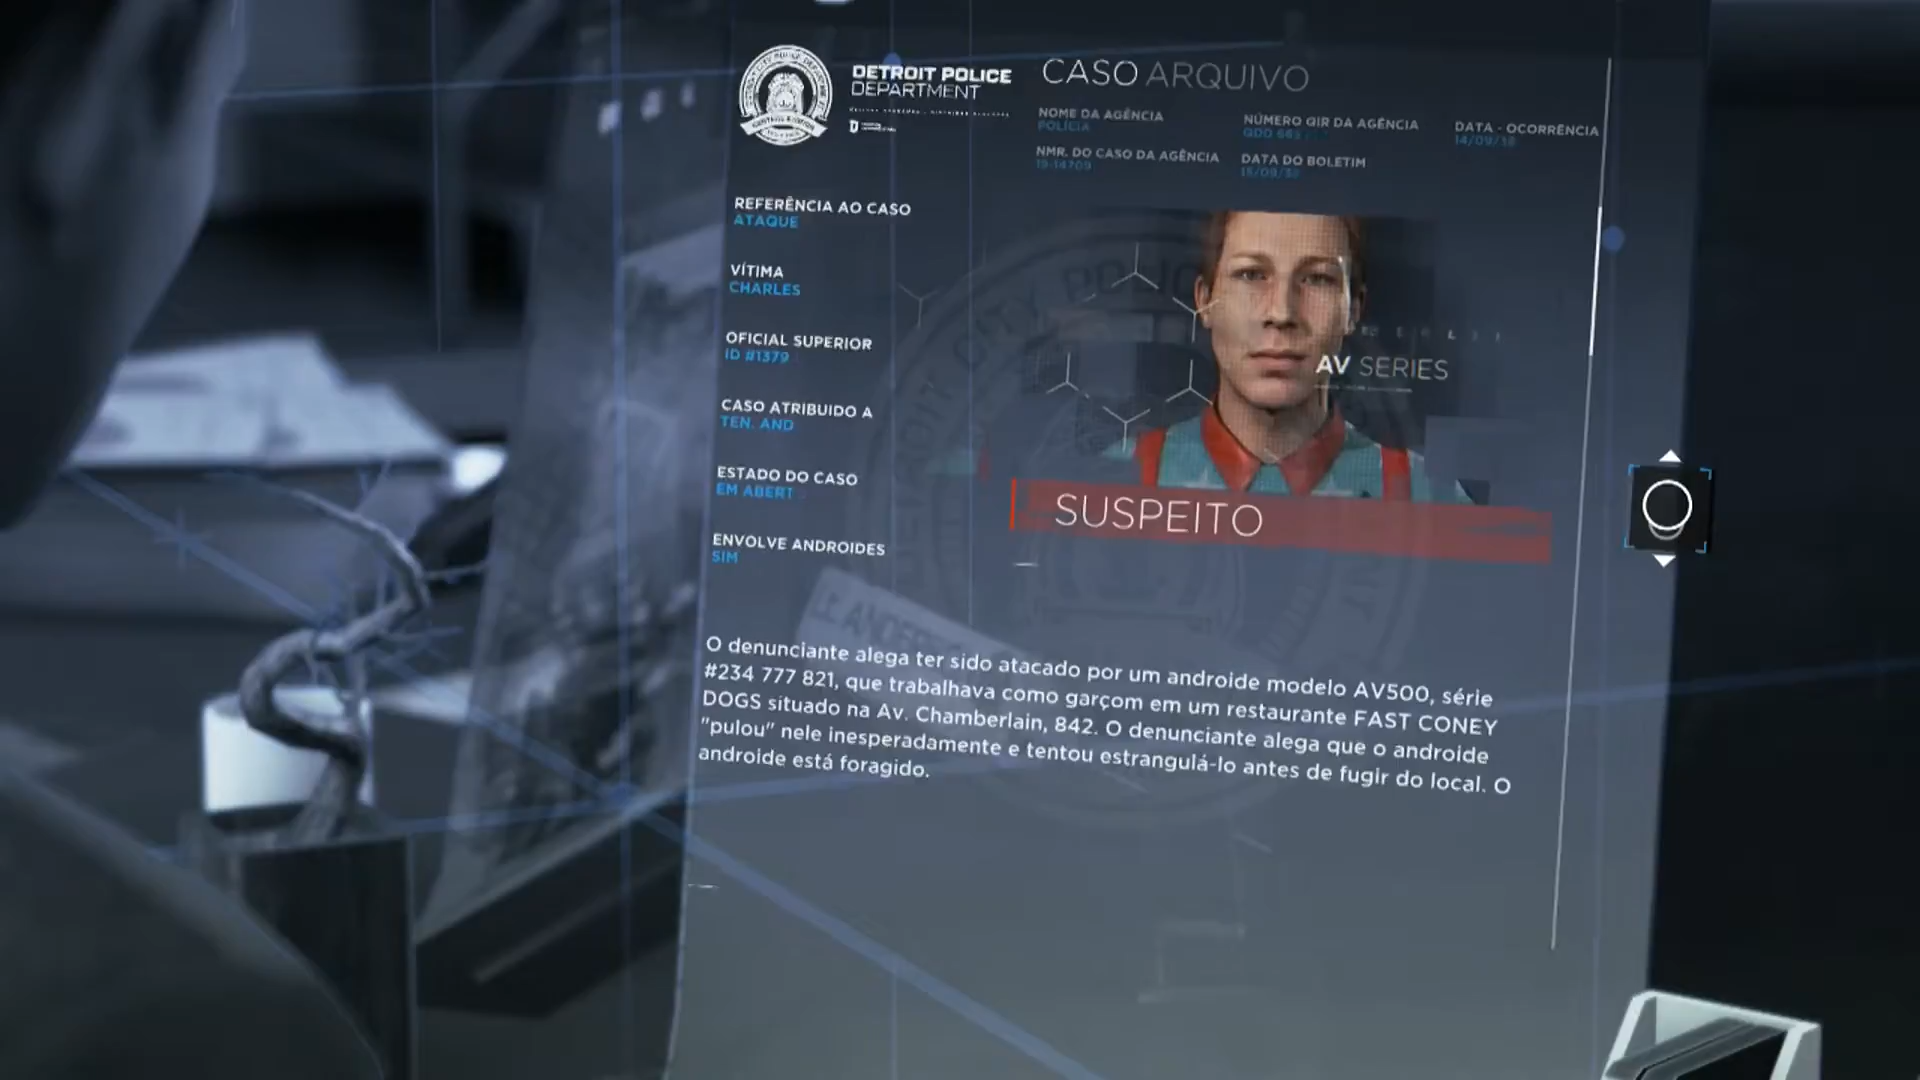 DETROIT POLICE
DEPARTMENT
CASO ARQUIVO
NOME DA AGÊNCIA
POLÍCIA
NÚMERO GIR DA AGÊNCIA
DATA - OCORRÊNCIA
NMR. DO CASO DA AGÊNCIA
DATA DO BOLETIM
REFERÊNCIA AO CASO
ATAQUE
VÍTIMA
CHARLES
OFICIAL SUPERIOR
ID #1379
CASO ATRIBUIDO A
TEN. AND
ESTADO DO CASO
EM ABERT
ENVOLVE ANDROIDES
SIM
AV SERIES
SUSPEITO
O denunciante alega ter sido atacado por um androide modelo AV500, série
#234 777 821, que trabalhava como garçom em um restaurante FAST CONEY
DOGS situado na Av. Chamberlain, 842. O denunciante alega que o androide
"pulou" nele inesperadamente e tentou estrangulá-lo antes de fugir do local. O
androide está foragido.